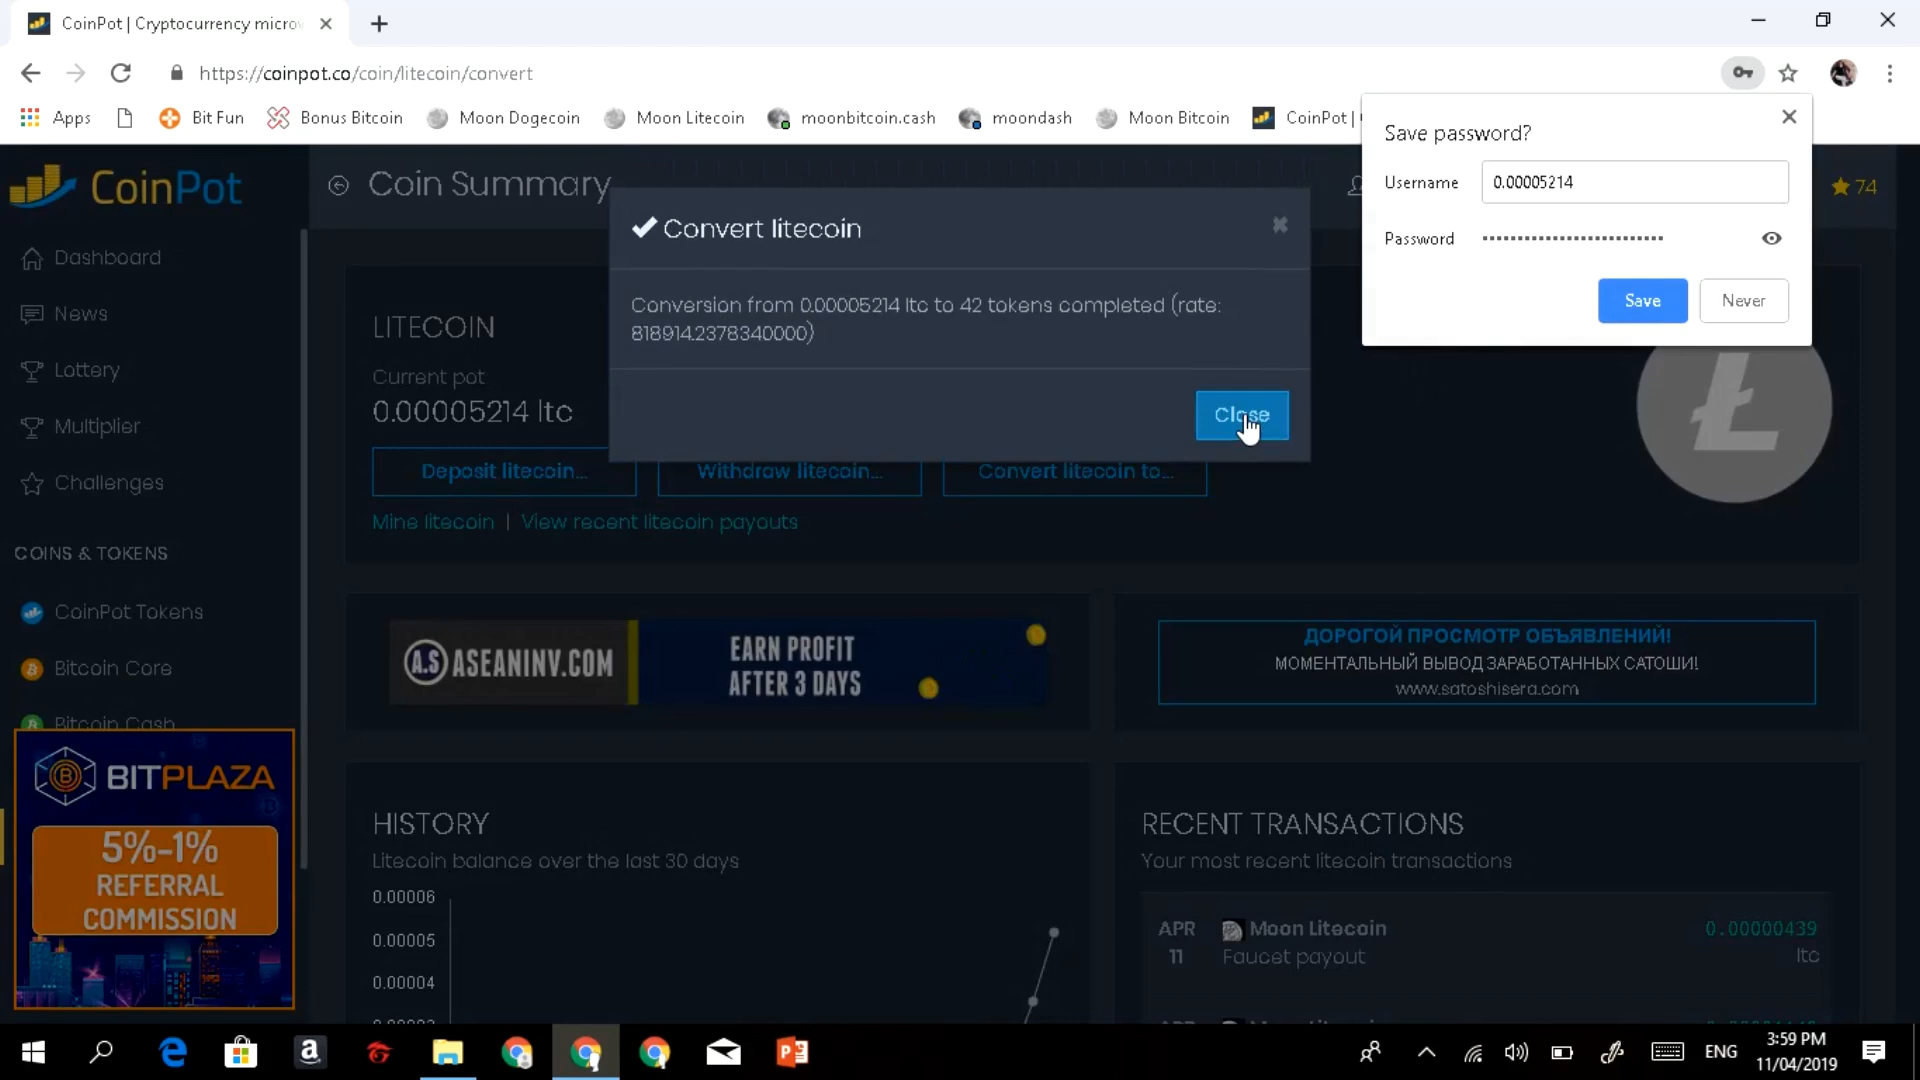 CoinPot | Cryptocurrency micro
https://coinpot.co/coin/litecoin/convert
Apps
Bit Fun
Bonus Bitcoin
Moon Dogecoin
Moon Litecoin
moonbitcoin.cash
moondash
Moon Bitcoin
CoinPot |
Save password?
Username
0.00005214
Password
••••••••••••••••••••••••••
Save
Never
CoinPot
Coin Summary
74
Dashboard
News
Lottery
Multiplier
Challenges
COINS & TOKENS
CoinPot Tokens
Bitcoin Core
Bitcoin Cash
Convert litecoin
Conversion from 0.00005214 ltc to 42 tokens completed (rate:
818914.2378340000)
Close
LITECOIN
Current pot
0.00005214 ltc
Deposit litecoin...
Withdraw litecoin...
Convert litecoin to...
Mine litecoin | View recent litecoin payouts
A.S ASEANINV.COM
EARN PROFIT
AFTER 3 DAYS
ДОРОГОЙ ПРОСМОТР ОБЪЯВЛЕНИЙ!
МОМЕНТАЛЬНЫЙ ВЫВОД ЗАРАБОТАННЫХ САТОШИ!
www.satoshisera.com
BITPLAZA
5%-1%
REFERRAL
COMMISSION
HISTORY
Litecoin balance over the last 30 days
0.00006
0.00005
0.00004
RECENT TRANSACTIONS
Your most recent litecoin transactions
APR
11
Moon Litecoin
Faucet payout
0.00000439
ltc
ENG
3:59 PM
11/04/2019